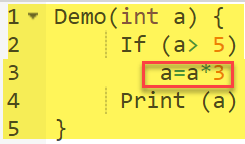 1 Demo(int a) {
2 If (a> 5)
3 a=a*3
4 Print (a)
5 }